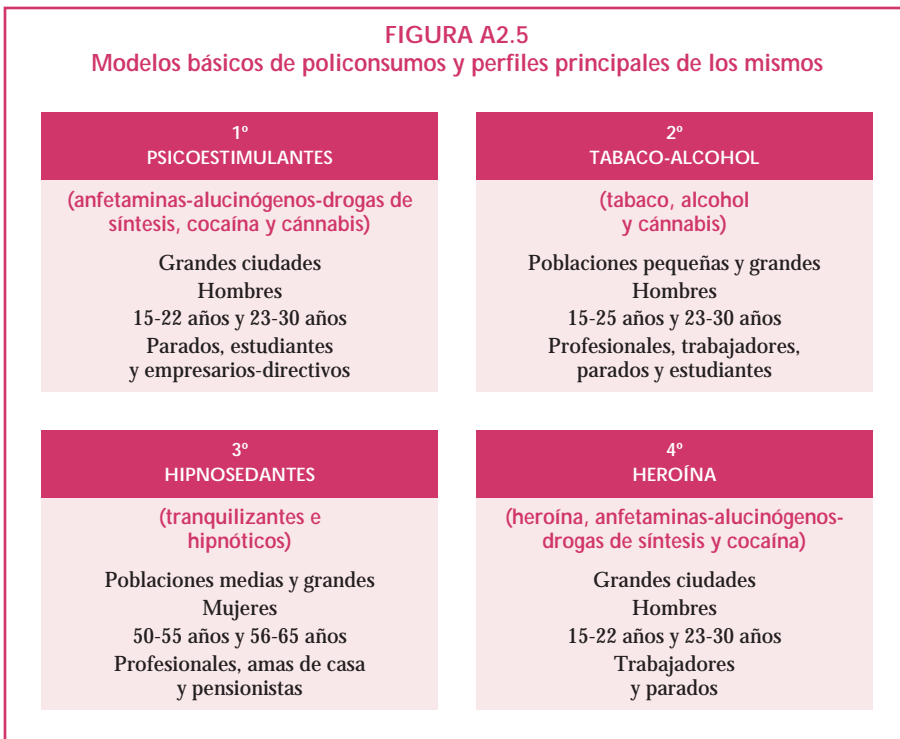 FIGURA A2.5
Modelos básicos de policonsumos y perfiles principales de los mismos
1º
PSICOESTIMULANTES
(anfetaminas-alucinógenos-drogas de
síntesis, cocaína y cánnabis)
Grandes ciudades
Hombres
15-22 años y 23-30 años
Parados, estudiantes
y empresarios-directivos
2º
TABACO-ALCOHOL
(tabaco, alcohol
y cánnabis)
Poblaciones pequeñas y grandes
Hombres
15-25 años y 23-30 años
Profesionales, trabajadores,
parados y estudiantes
3º
HIPNOSEDANTES
(tranquilizantes e
hipnóticos)
Poblaciones medias y grandes
Mujeres
50-55 años y 56-65 años
Profesionales, amas de casa
y pensionistas
4º
HEROÍNA
(heroína, anfetaminas-alucinógenos-
drogas de síntesis y cocaína)
Grandes ciudades
Hombres
15-22 años y 23-30 años
Trabajadores
y parados